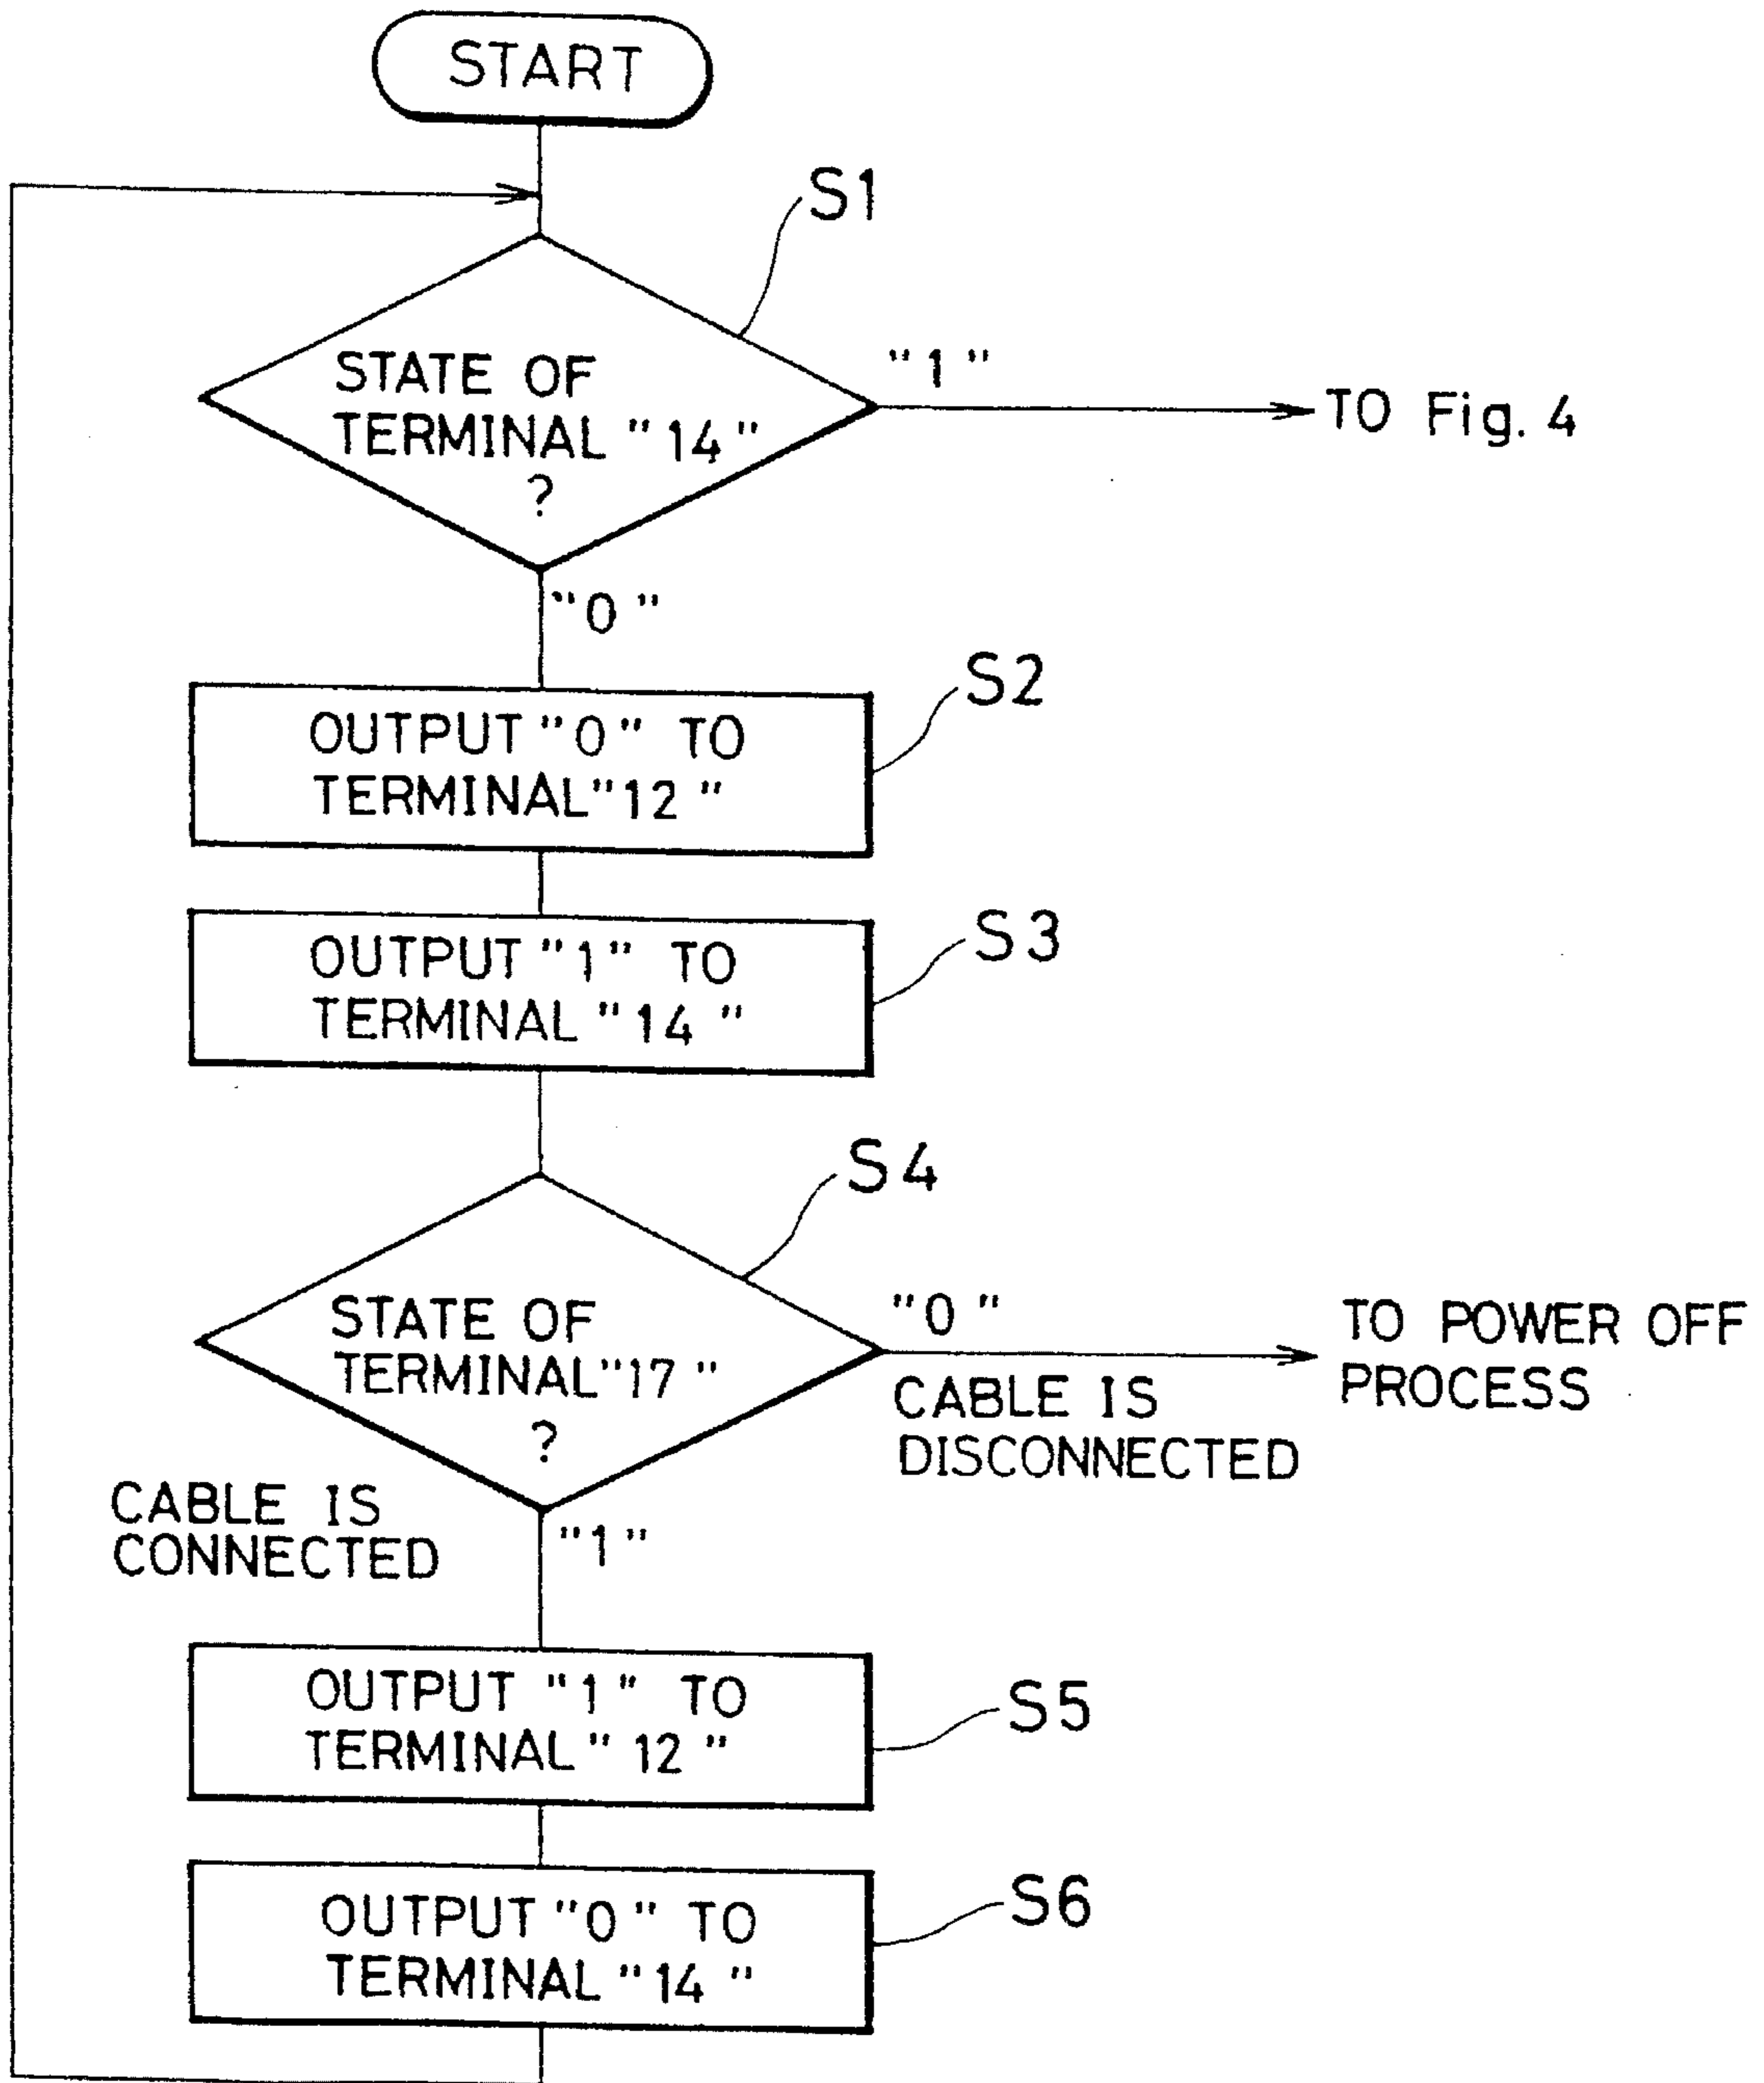 START
S1
STATE OF
TERMINAL "14"
?
"1"
TO Fig. 4
"0"
S2
OUTPUT "0" TO
TERMINAL "12"
S3
OUTPUT "1" TO
TERMINAL "14"
S4
STATE OF
TERMINAL "17"
?
"0"
CABLE IS
DISCONNECTED
TO POWER OFF
PROCESS
CABLE IS
CONNECTED
"1"
S5
OUTPUT "1" TO
TERMINAL "12"
S6
OUTPUT "0" TO
TERMINAL "14"